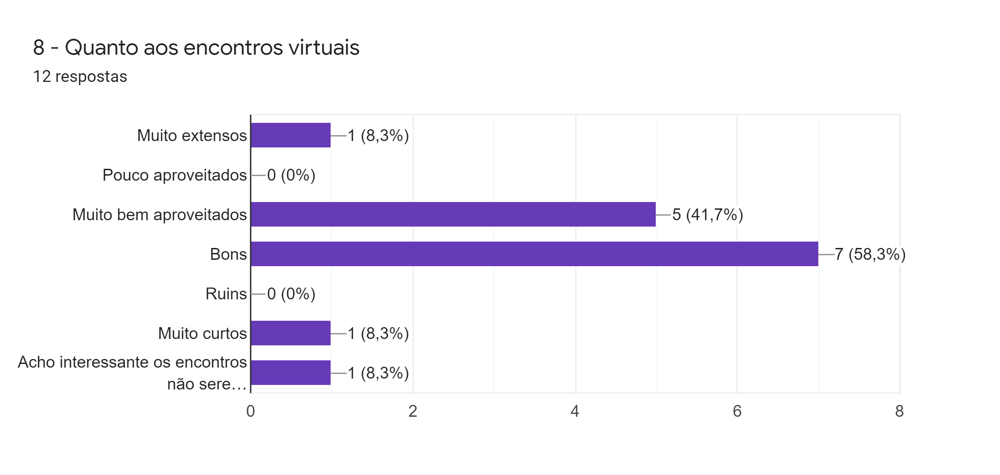 8 - Quanto aos encontros virtuais
12 respostas
Muito extensos 1 (8,3%)
Pouco aproveitados 0 (0%)
Muito bem aproveitados 5 (41,7%)
Bons 7 (58,3%)
Ruins 0 (0%)
Muito curtos 1 (8,3%)
Acho interessante os encontros
não sere… 1 (8,3%)
0 2 4 6 8